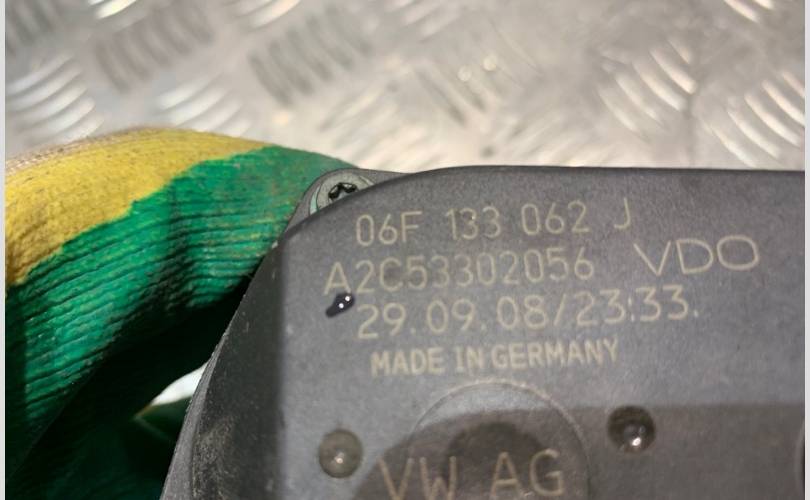 06F 133 062 J
A2C53302056 VDO
29.09.08/23:33.
MADE IN GERMANY
VW AG